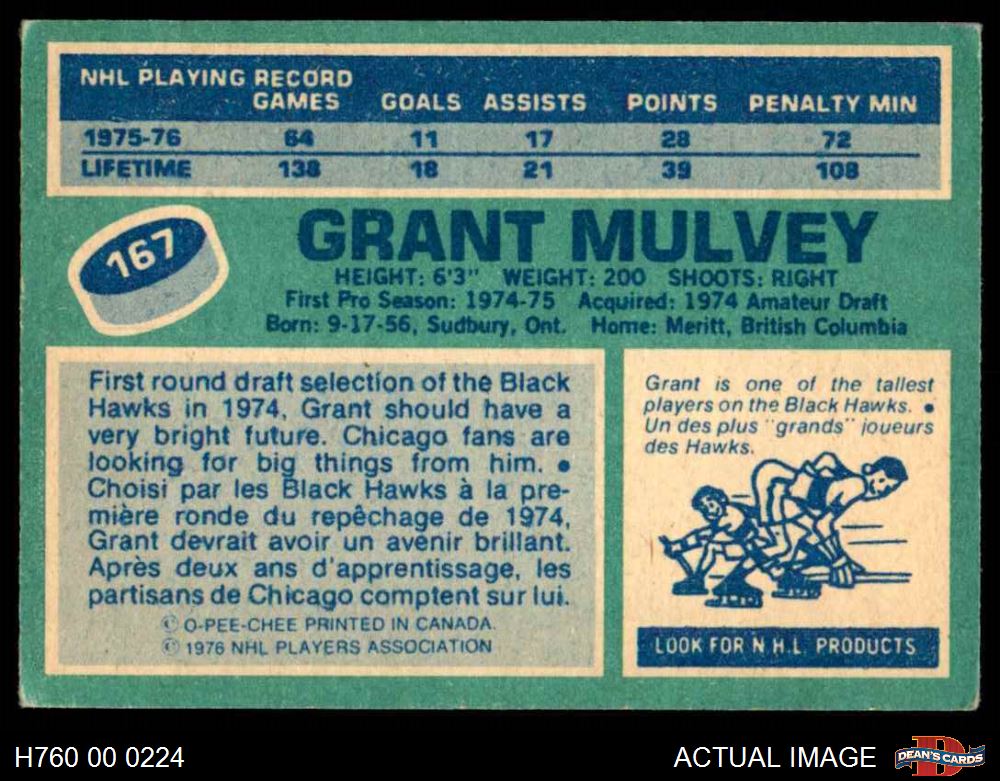 NHL PLAYING RECORD
GAMES GOALS ASSISTS POINTS PENALTY MIN
1975-76 64 11 17 28 72
LIFETIME 138 18 21 39 108
167
GRANT MULVEY
HEIGHT: 6'3" WEIGHT: 200 SHOOTS: RIGHT
First Pro Season: 1974-75 Acquired: 1974 Amateur Draft
Born: 9-17-56, Sudbury, Ont. Home: Meritt, British Columbia
First round draft selection of the Black
Hawks in 1974, Grant should have a
very bright future. Chicago fans are
looking for big things from him. •
Choisi par les Black Hawks à la pre-
mière ronde du repêchage de 1974,
Grant devrait avoir un avenir brillant.
Après deux ans d'apprentissage, les
partisans de Chicago comptent sur lui.
© O-PEE-CHEE PRINTED IN CANADA.
© 1976 NHL PLAYERS ASSOCIATION
Grant is one of the tallest
players on the Black Hawks. •
Un des plus "grands" joueurs
des Hawks.
LOOK FOR N.H.L. PRODUCTS
H760 00 0224
ACTUAL IMAGE
D
DEAN'S CARDS